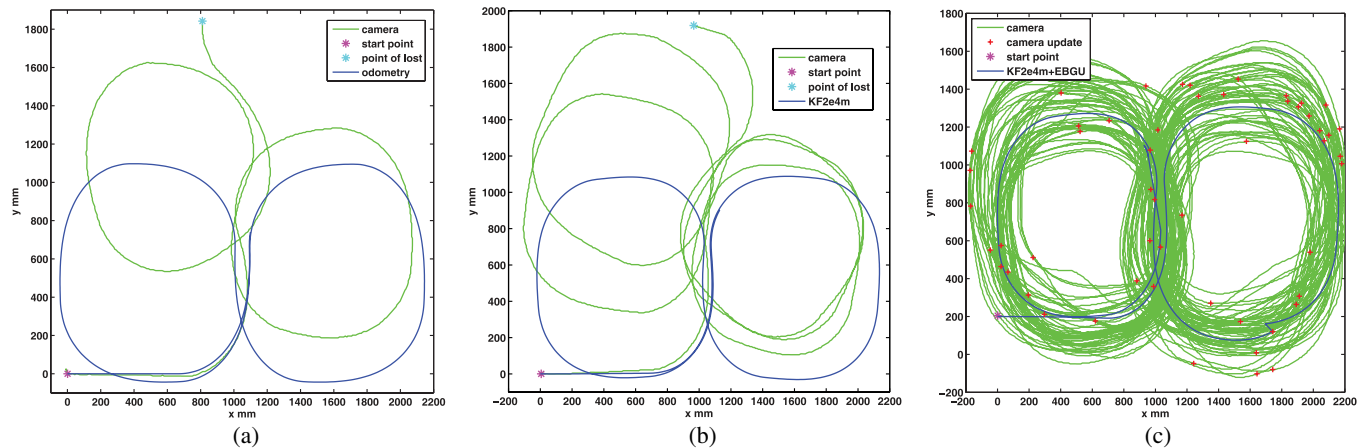 1800
1600
1400
1200
1000
800
600
400
200
0
y mm
0 200 400 600 800 1000 1200 1400 1600 1800 2000 2200
x mm
camera
start point
point of lost
odometry
(a)
2000
1800
1600
1400
1200
1000
800
600
400
200
0
y mm
−200 0 200 400 600 800 1000 1200 1400 1600 1800 2000 2200
x mm
camera
start point
point of lost
KF2e4m
(b)
1800
1600
1400
1200
1000
800
600
400
200
0
−200
y mm
−200 0 200 400 600 800 1000 1200 1400 1600 1800 2000 2200
x mm
camera
camera update
start point
KF2e4m+EBGU
(c)